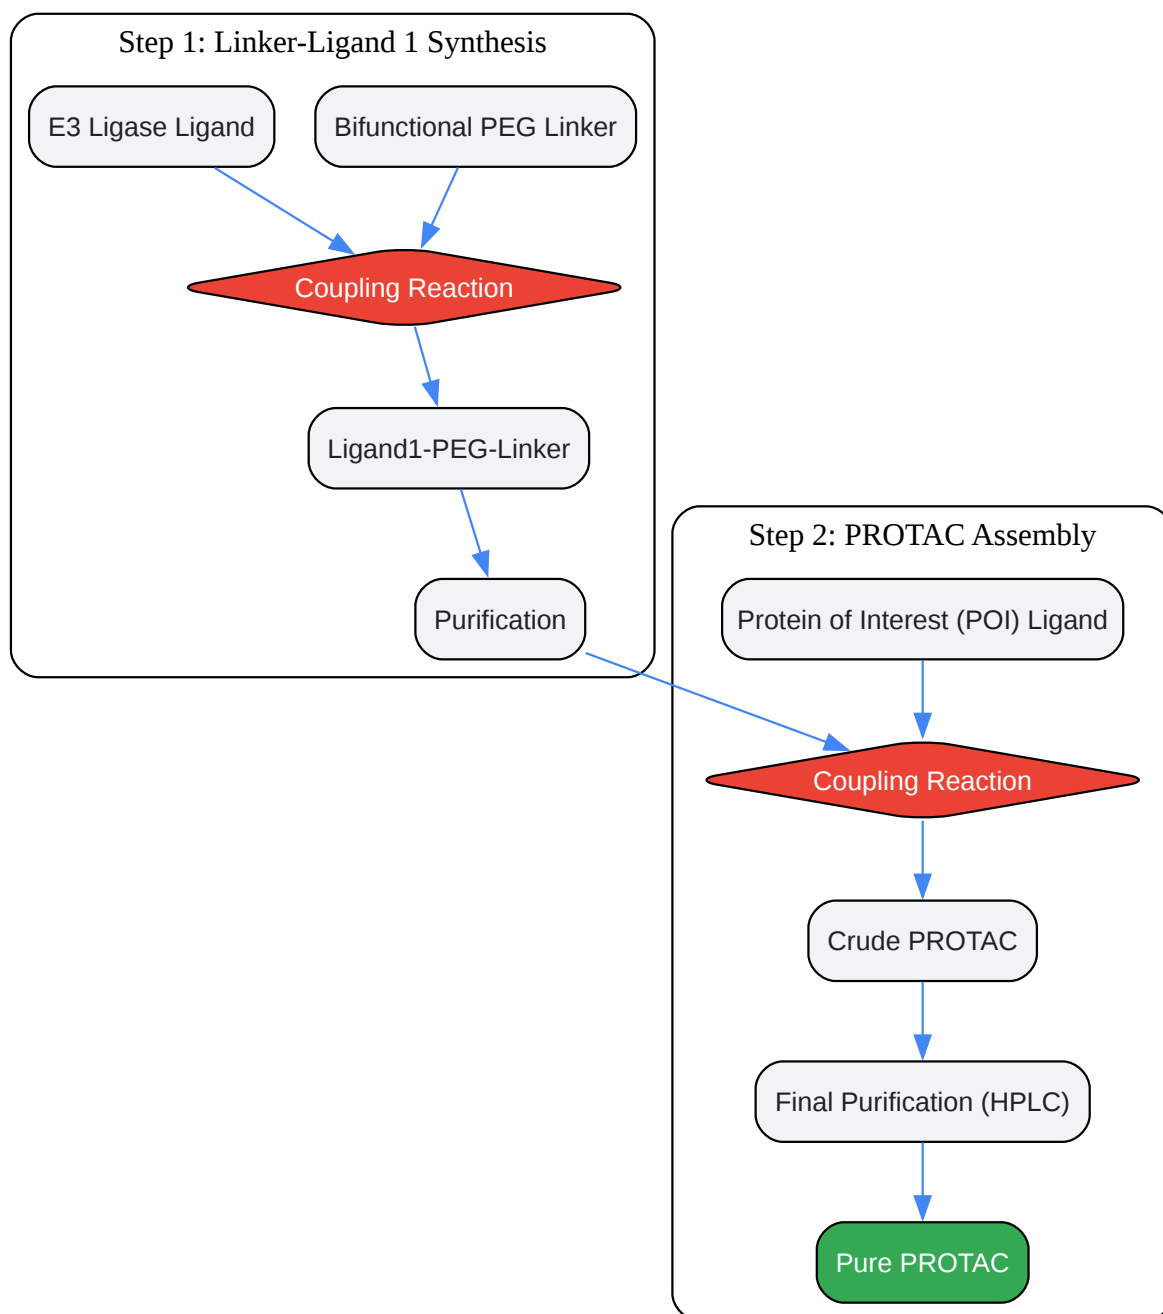 Step 1: Linker-Ligand 1 Synthesis
E3 Ligase Ligand
Bifunctional PEG Linker
Coupling Reaction
Ligand1-PEG-Linker
Purification
Step 2: PROTAC Assembly
Protein of Interest (POI) Ligand
Coupling Reaction
Crude PROTAC
Final Purification (HPLC)
Pure PROTAC